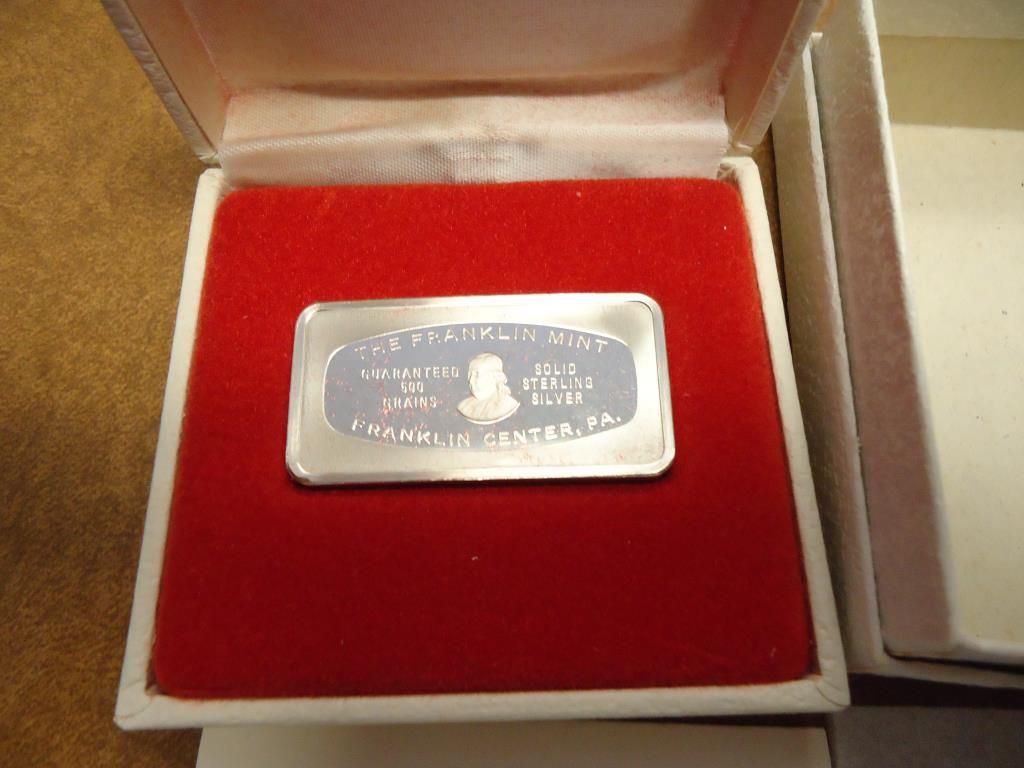 THE FRANKLIN MINT
GUARANTEED
500
GRAINS
SOLID
STERLING
SILVER
FRANKLIN CENTER, PA.